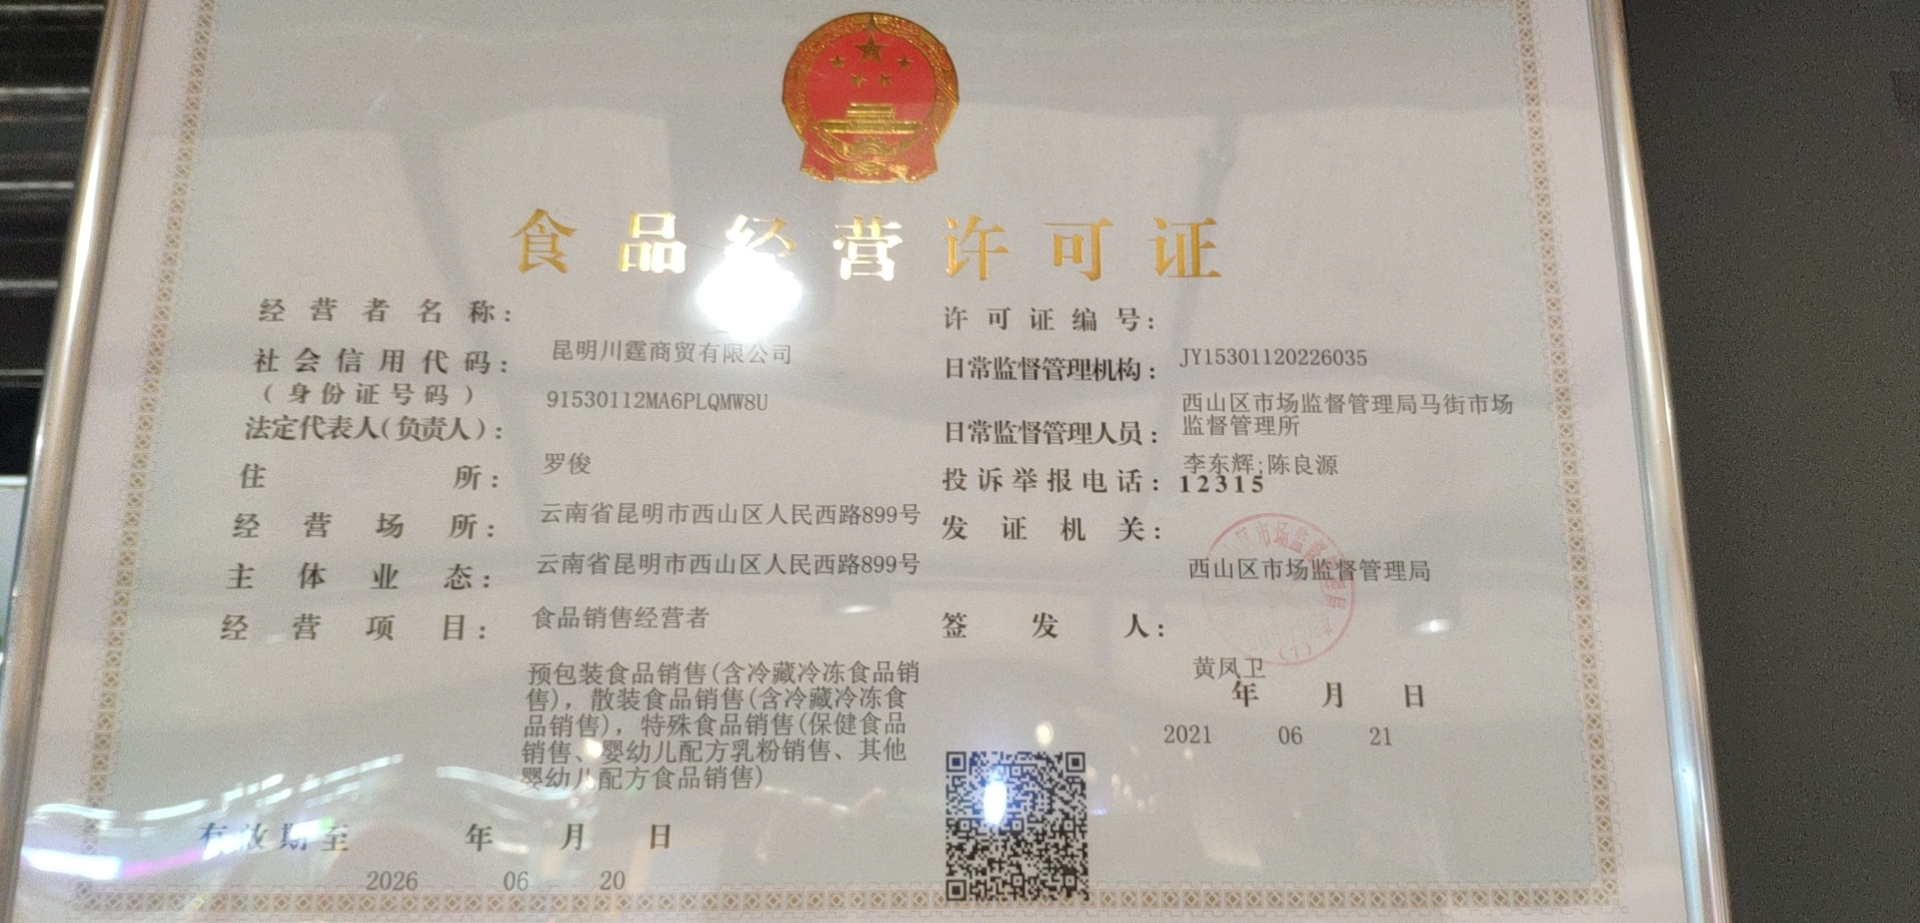 食品经营许可证
经营者名称：
昆明川霆商贸有限公司
社会信用代码：
（身份证号码）
91530112MA6PLQMW8U
法定代表人(负责人)：
罗俊
住所：
云南省昆明市西山区人民西路899号
经营场所：
云南省昆明市西山区人民西路899号
主体业态：
食品销售经营者
经营项目：
预包装食品销售(含冷藏冷冻食品销
售)，散装食品销售(含冷藏冷冻食
品销售)，特殊食品销售(保健食品
销售、婴幼儿配方乳粉销售、其他
婴幼儿配方食品销售)
有效期至 年 月 日
2026 06 20
许可证编号：
JY15301120226035
日常监督管理机构：
西山区市场监督管理局马街市场
监督管理所
日常监督管理人员：
李东辉;陈良源
投诉举报电话：12315
发证机关：
西山区市场监督管理局
签发人：
黄凤卫
年 月 日
2021 06 21
区市场监督管理局
(1)